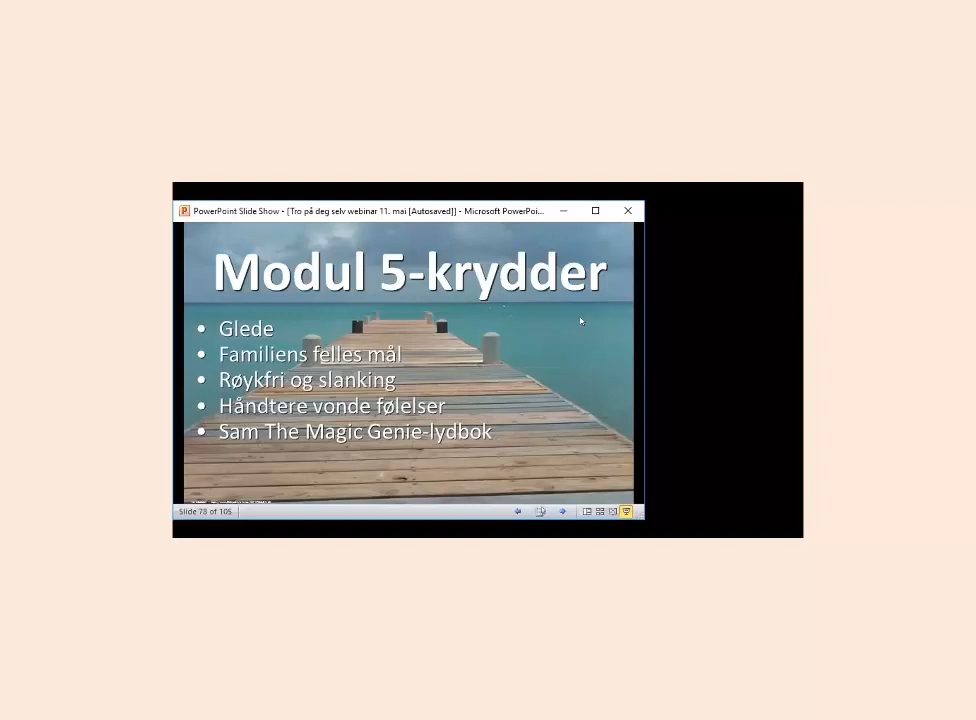 PowerPoint Slide Show - [Tro på deg selv webinar 11. mai [Autosaved]] - Microsoft PowerPoi...
Modul 5-krydder
• Glede
• Familiens felles mål
• Røykfri og slanking
• Håndtere vonde følelser
• Sam The Magic Genie-lydbok
Slide 78 of 105